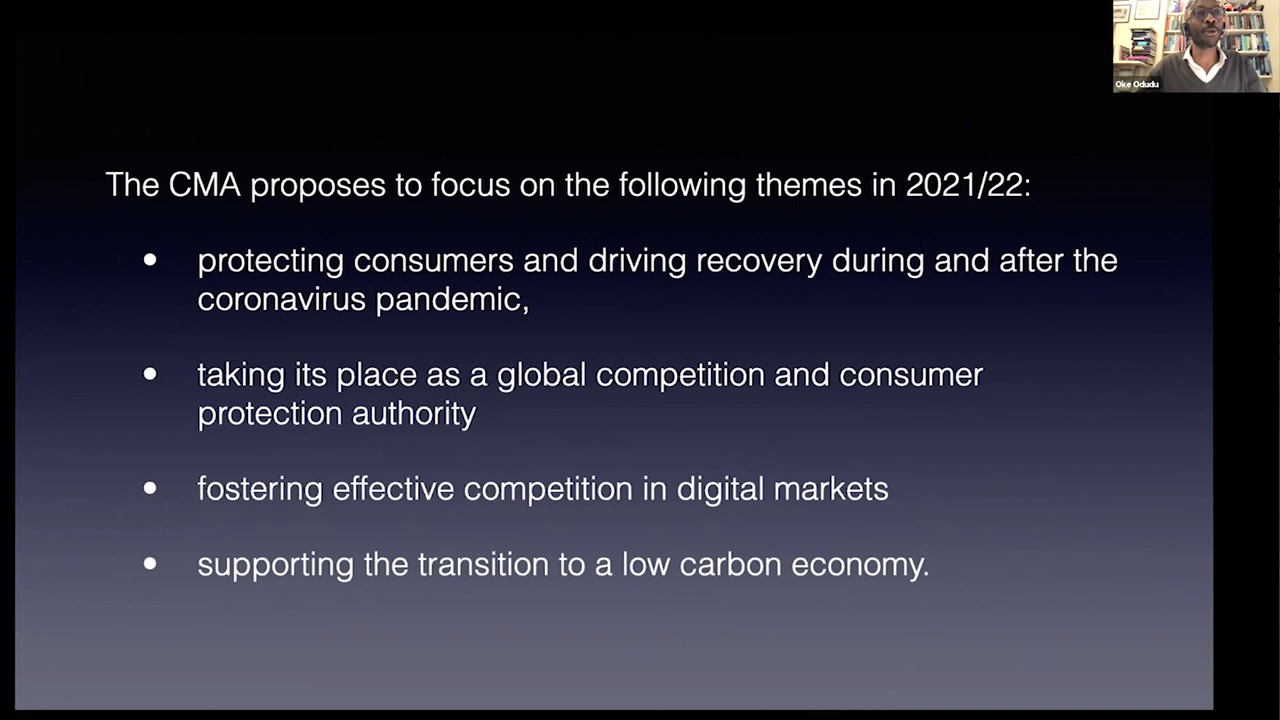 Oke Odudu
The CMA proposes to focus on the following themes in 2021/22:
• protecting consumers and driving recovery during and after the
coronavirus pandemic,
• taking its place as a global competition and consumer
protection authority
• fostering effective competition in digital markets
• supporting the transition to a low carbon economy.